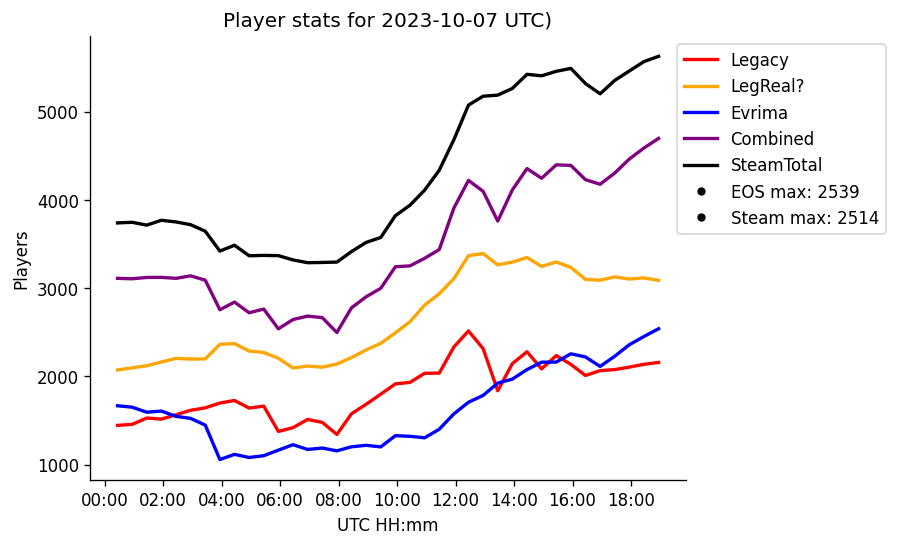 Player stats for 2023-10-07 UTC)
Legacy
LegReal?
Evrima
Combined
SteamTotal
EOS max: 2539
Steam max: 2514
Players
5000
4000
3000
2000
1000
00:00 02:00 04:00 06:00 08:00 10:00 12:00 14:00 16:00 18:00
UTC HH:mm